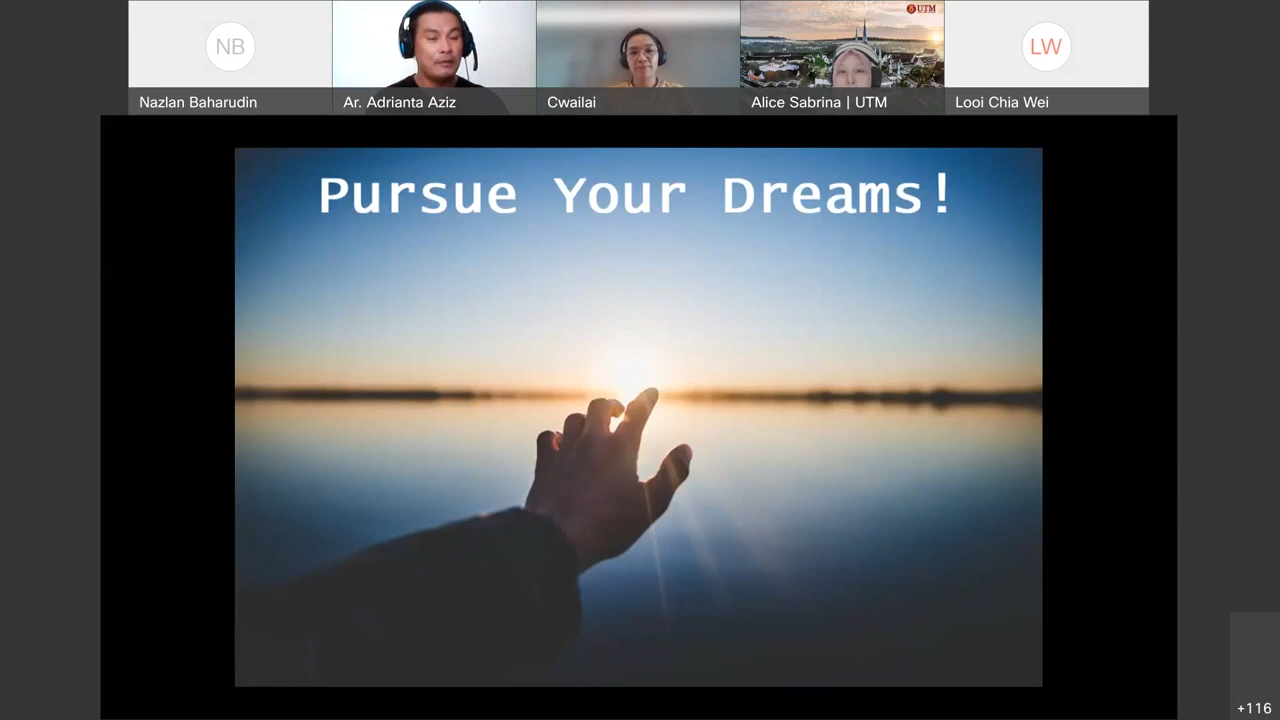 NB
LW
UTM
Nazlan Baharudin
Ar. Adrianta Aziz
Cwailai
Alice Sabrina | UTM
Looi Chia Wei
Pursue Your Dreams!
+116